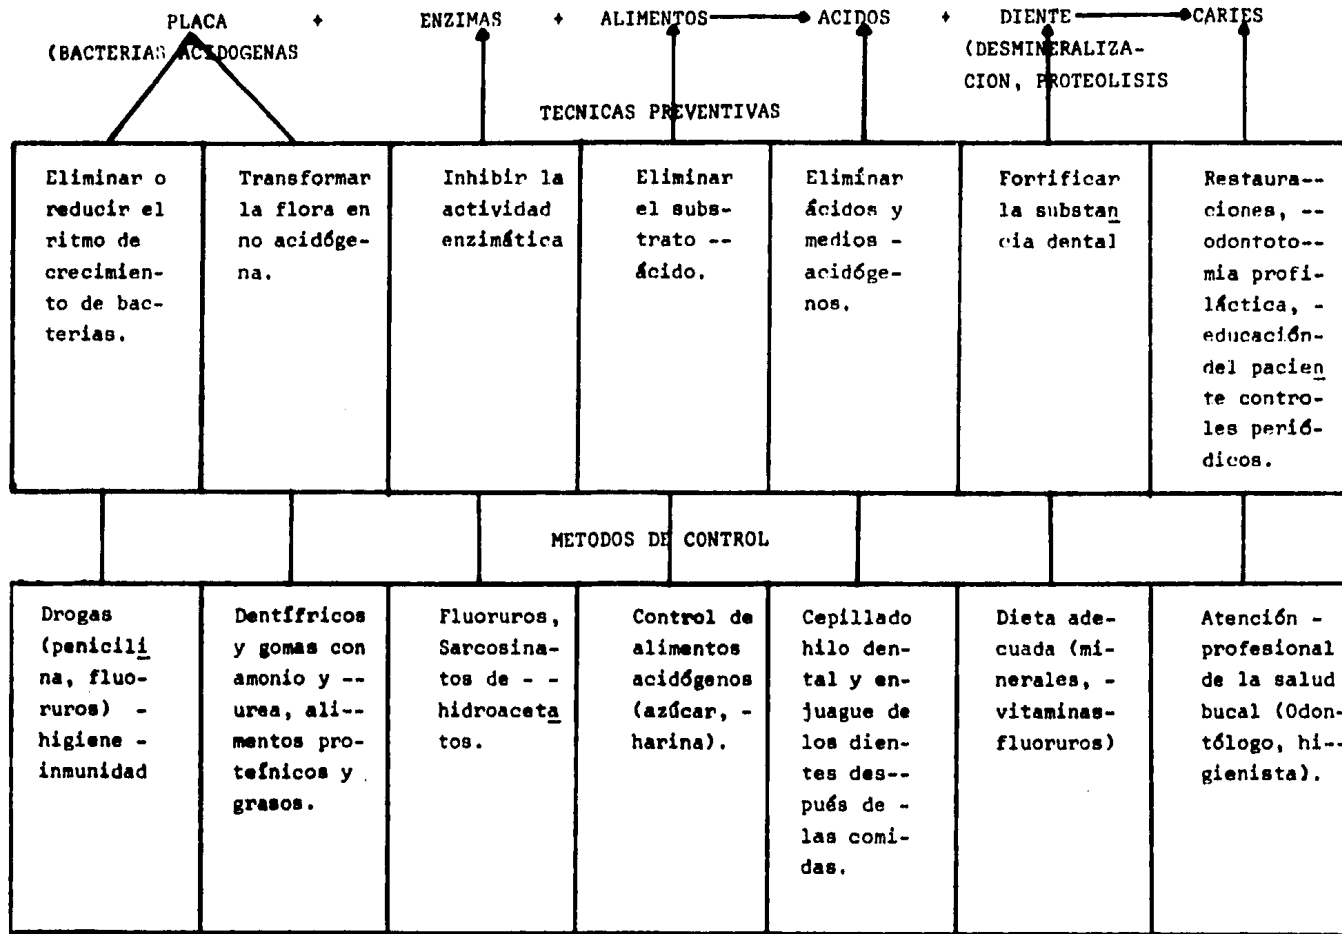 PLACA + ENZIMAS + ALIMENTOS ACIDOS + DIENTE CARIES
(BACTERIAS ACIDOGENAS (DESMINERALIZA-
CION, PROTEOLISIS
TECNICAS PREVENTIVAS
Eliminar o
reducir el
ritmo de
crecimien-
to de bac-
terias.
Transformar
la flora en
no acidóge-
na.
Inhibir la
actividad
enzimática
Eliminar
el subs-
trato --
ácido.
Eliminar
ácidos y
medios -
acidóge-
nos.
Fortificar
la substan
cia dental
Restaura--
ciones, --
odontoto--
mia profi-
láctica, -
educación-
del pacien
te contro-
les perió-
dicos.
METODOS DE CONTROL
Drogas
(penicili
na, fluo-
ruros) -
higiene -
inmunidad
Dentífricos
y gomas con
amonio y --
urea, ali--
mentos pro-
teínicos y
grasos.
Fluoruros,
Sarcosina-
tos de - -
hidroaceta
tos.
Control de
alimentos
acidógenos
(azúcar, -
harina).
Cepillado
hilo den-
tal y en-
juague de
los dien-
tes des--
pués de -
las comi-
das.
Dieta ade-
cuada (mi-
nerales, -
vitaminas-
fluoruros)
Atención -
profesional
de la salud
bucal (Odon-
tólogo, hi--
gienista).